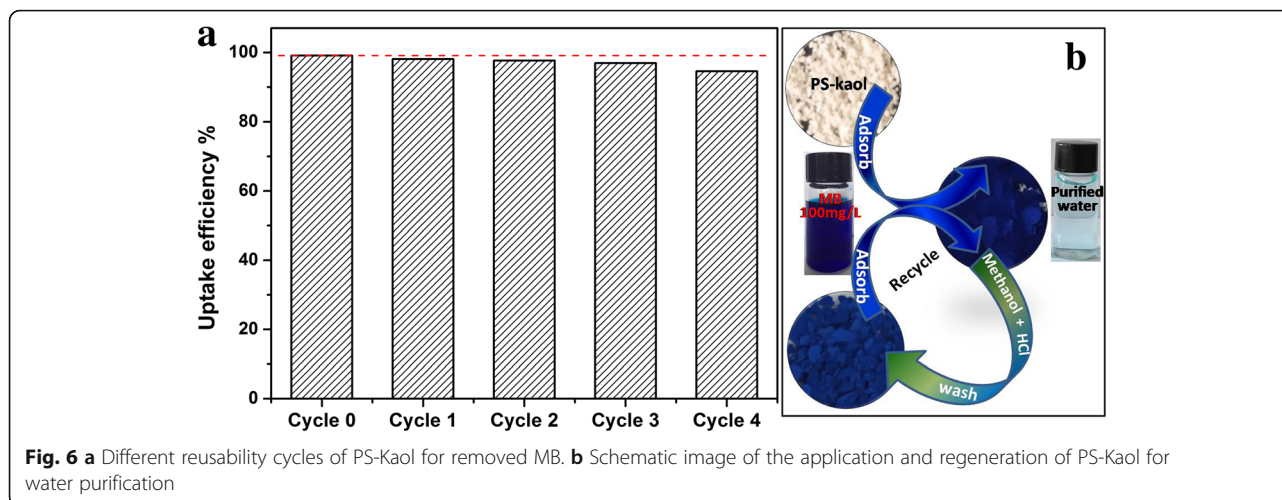 a
100
80
60
40
20
0
Uptake efficiency %
Cycle 0 Cycle 1 Cycle 2 Cycle 3 Cycle 4
b
PS-kaol
Adsorb
MB
100mg/L
Purified
water
Recycle
Adsorb
Methanol + HCl
wash
Fig. 6 a Different reusability cycles of PS-Kaol for removed MB. b Schematic image of the application and regeneration of PS-Kaol for
water purification